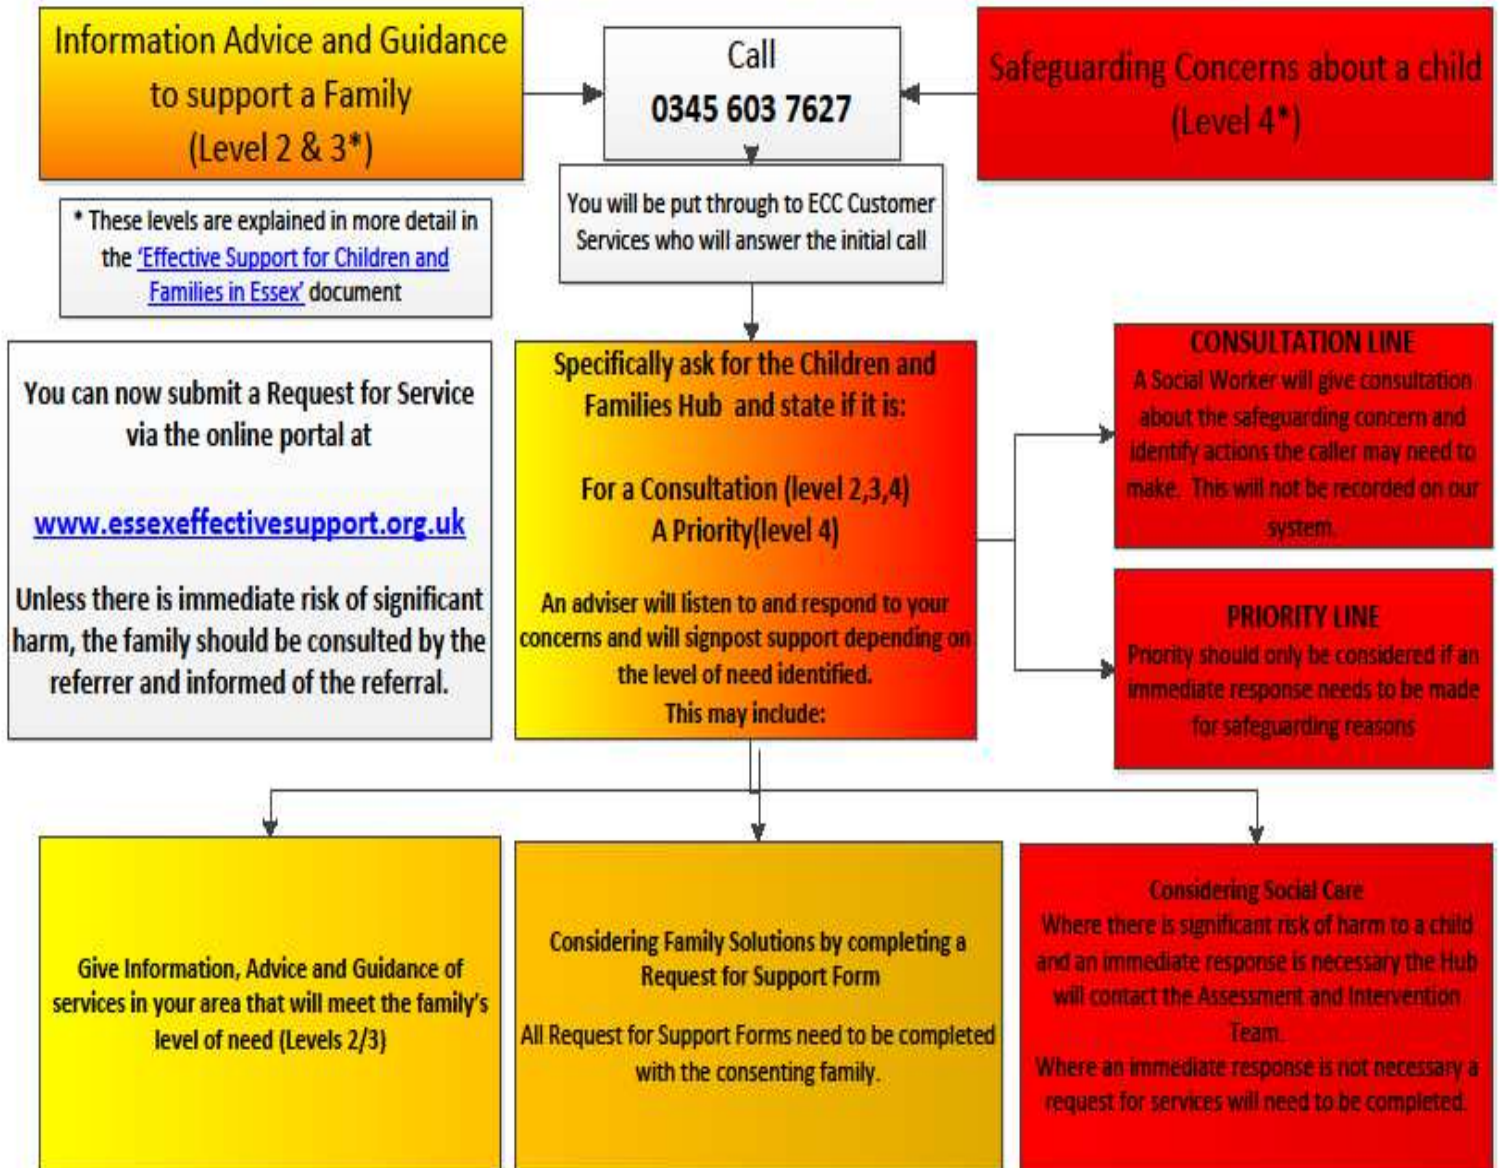 Information Advice and Guidance
to support a Family
(Level 2 & 3*)
Call
0345 603 7627
Safeguarding Concerns about a child
(Level 4*)
* These levels are explained in more detail in
the 'Effective Support for Children and
Families in Essex' document
You will be put through to ECC Customer
Services who will answer the initial call
You can now submit a Request for Service
via the online portal at
www.essexeffectivesupport.org.uk
Unless there is immediate risk of significant
harm, the family should be consulted by the
referrer and informed of the referral.
Specifically ask for the Children and
Families Hub and state if it is:
For a Consultation (level 2,3,4)
A Priority(level 4)
An adviser will listen to and respond to your
concerns and will signpost support depending on
the level of need identified.
This may include:
CONSULTATION LINE
A Social Worker will give consultation
about the safeguarding concern and
identify actions the caller may need to
make. This will not be recorded on our
system.
PRIORITY LINE
Priority should only be considered if an
immediate response needs to be made
for safeguarding reasons
Give Information, Advice and Guidance of
services in your area that will meet the family's
level of need (Levels 2/3)
Considering Family Solutions by completing a
Request for Support Form
All Request for Support Forms need to be completed
with the consenting family.
Considering Social Care
Where there is significant risk of harm to a child
and an immediate response is necessary the Hub
will contact the Assessment and Intervention
Team.
Where an immediate response is not necessary a
request for services will need to be completed.